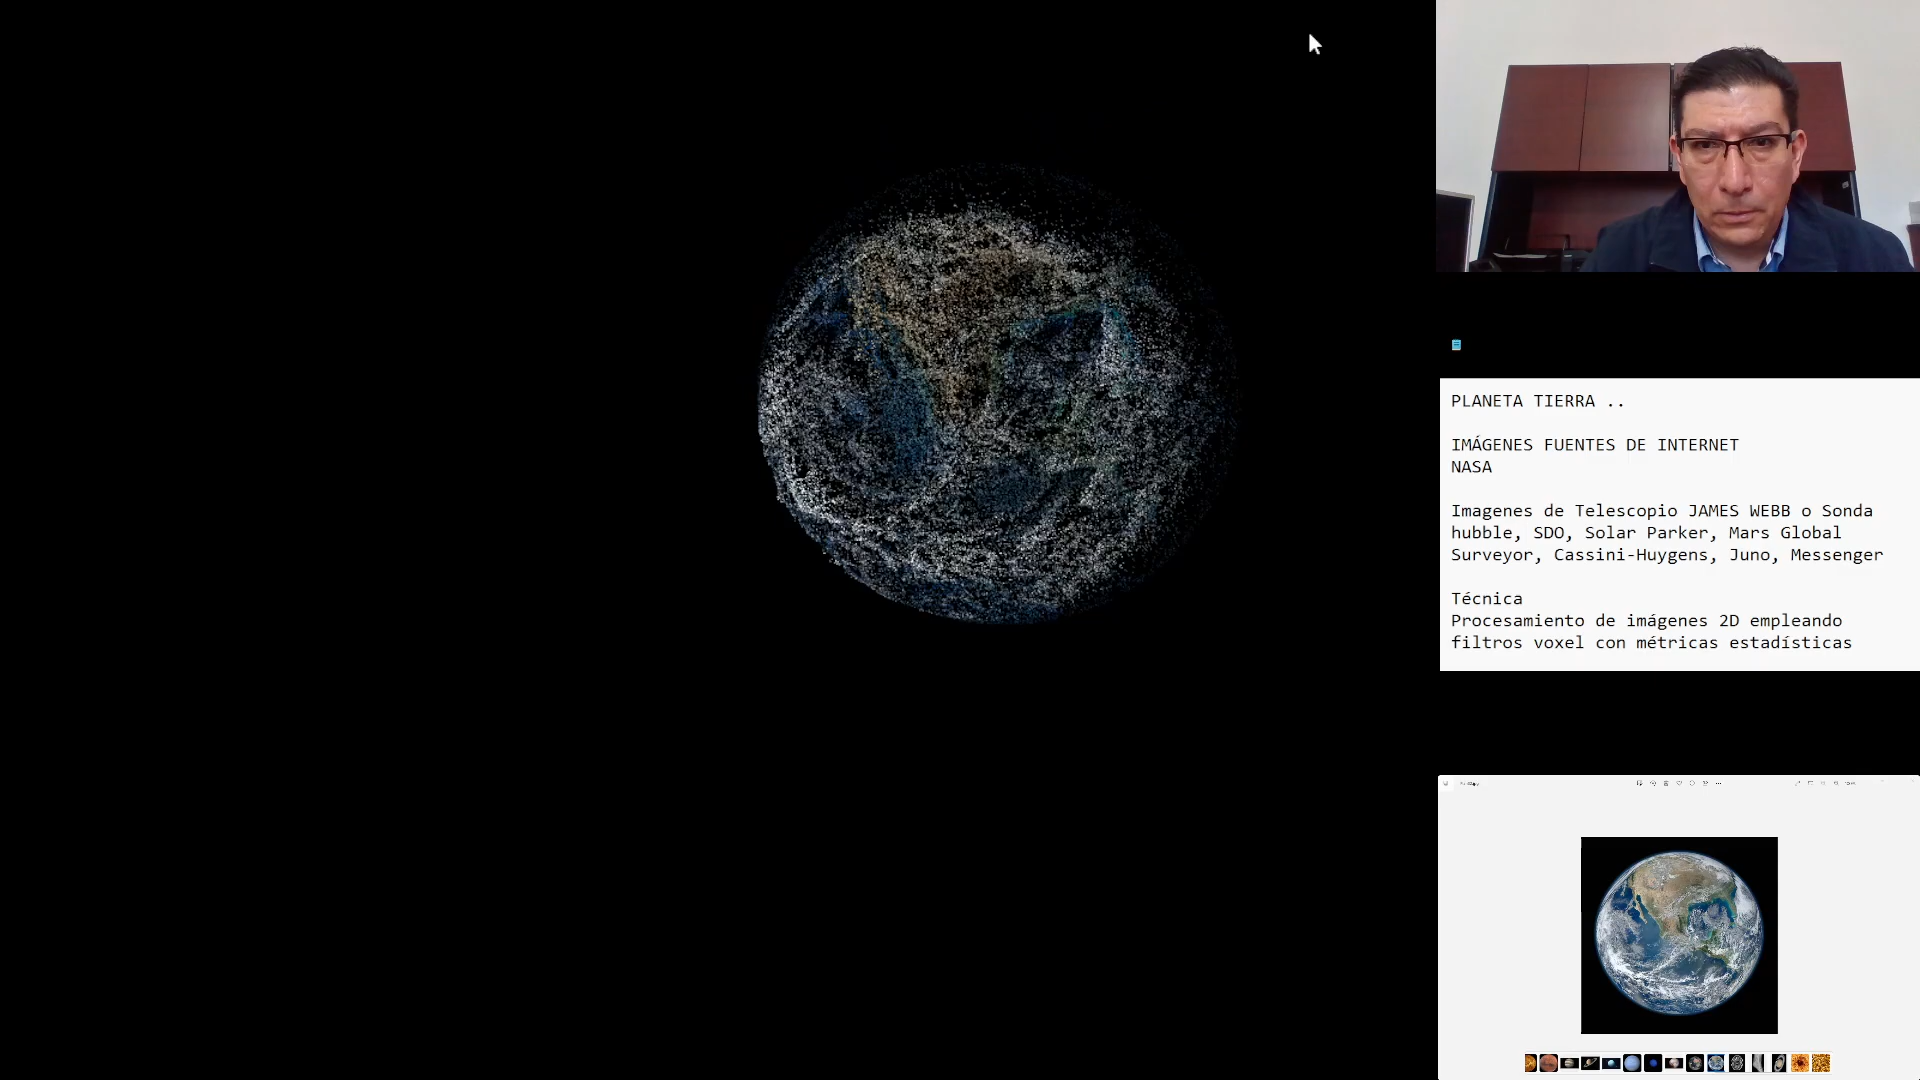 PLANETA TIERRA ..
IMÁGENES FUENTES DE INTERNET
NASA
Imagenes de Telescopio JAMES WEBB o Sonda
hubble, SDO, Solar Parker, Mars Global
Surveyor, Cassini-Huygens, Juno, Messenger
Técnica
Procesamiento de imágenes 2D empleando
filtros voxel con métricas estadísticas